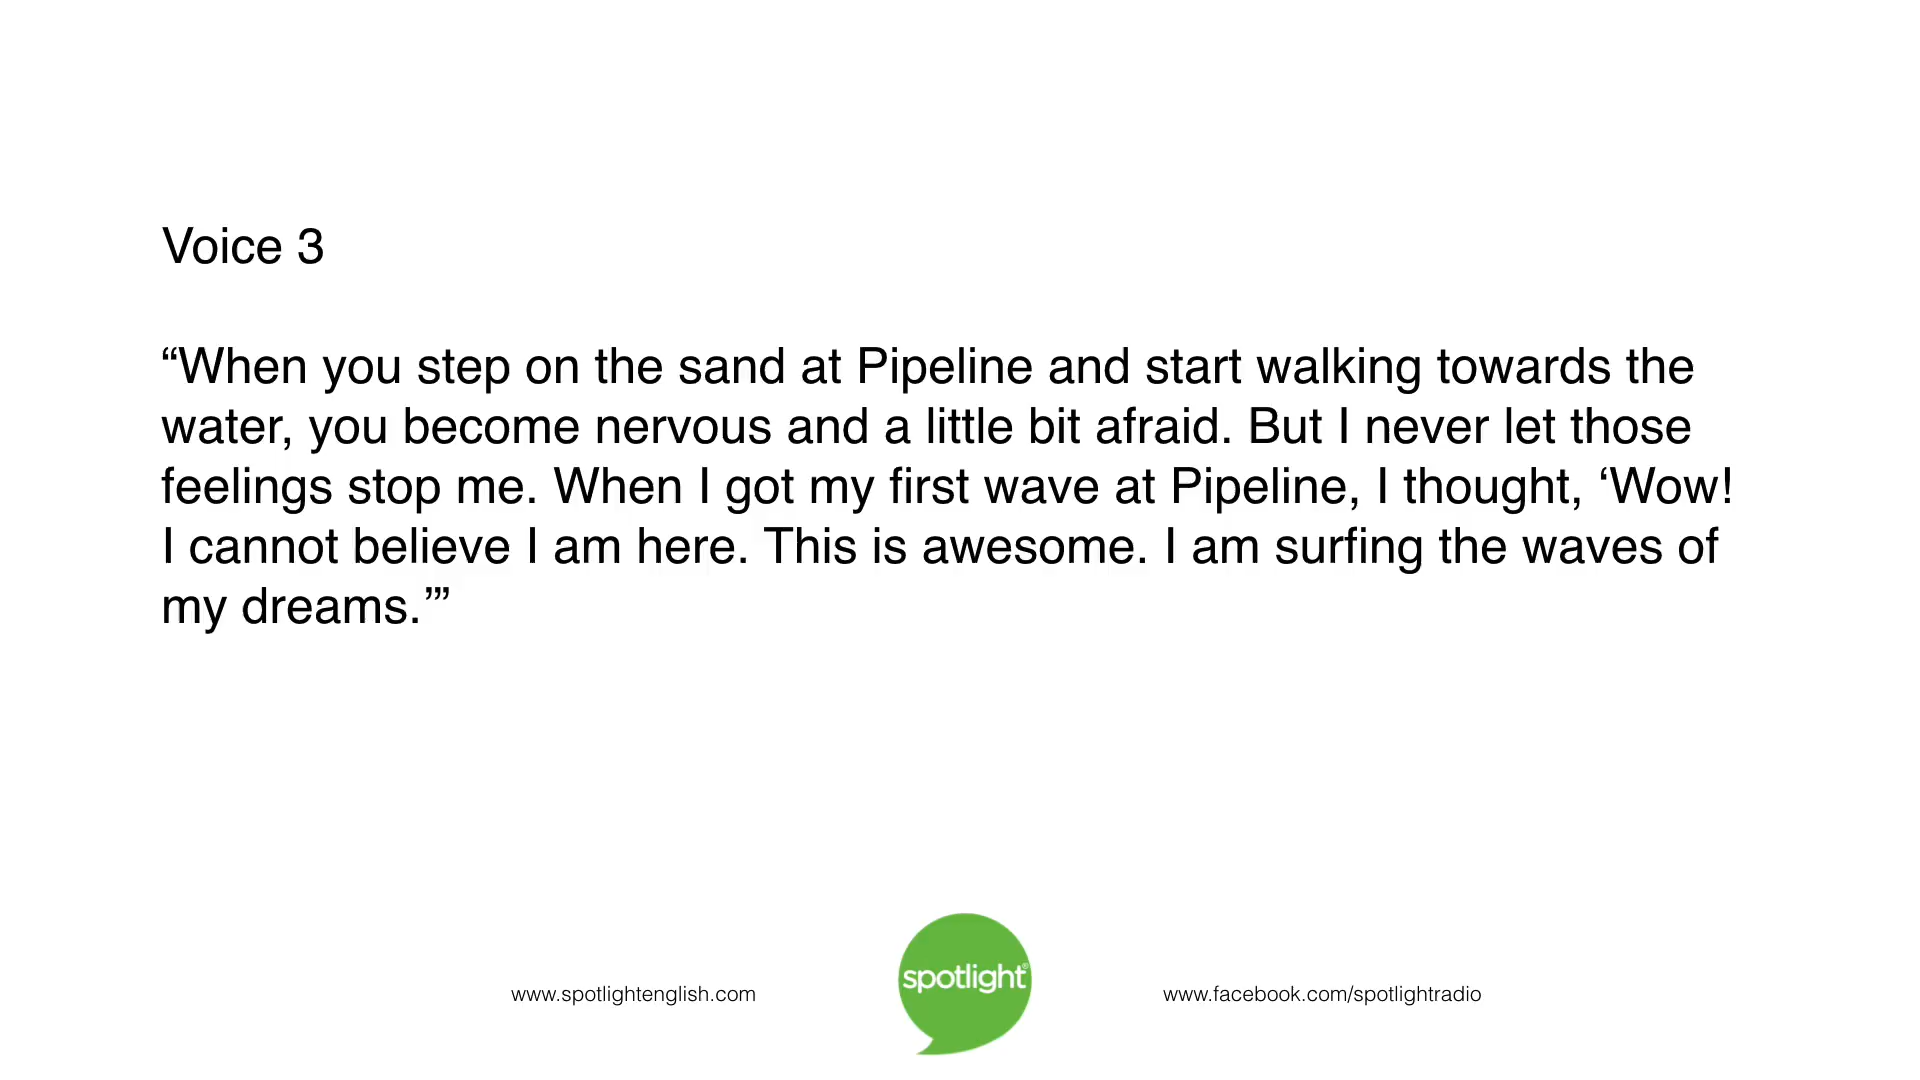 Voice 3
“When you step on the sand at Pipeline and start walking towards the
water, you become nervous and a little bit afraid. But I never let those
feelings stop me. When I got my first wave at Pipeline, I thought, ‘Wow!
I cannot believe I am here. This is awesome. I am surfing the waves of
my dreams.’”
www.spotlightenglish.com
spotlight®
www.facebook.com/spotlightradio